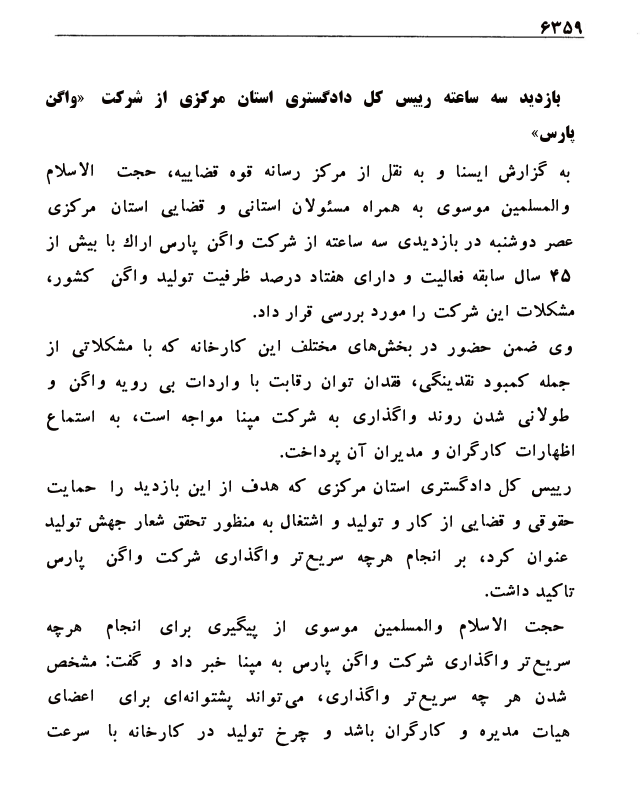 ۶۳۵۹
بازدید سه ساعته رییس کل دادگستری استان مرکزی از شرکت «واگن
پارس»
به گزارش ایسنا و به نقل از مرکز رسانه قوه قضاییه، حجت الاسلام
والمسلمین موسوی به همراه مسئولان استانی و قضایی استان مرکزی
عصر دوشنبه در بازدیدی سه ساعته از شرکت واگن پارس اراك با بیش از
۴۵ سال سابقه فعالیت و دارای هفتاد درصد ظرفیت تولید واگن کشور،
مشکلات این شرکت را مورد بررسی قرار داد.
وی ضمن حضور در بخش‌های مختلف این کارخانه که با مشکلاتی از
جمله کمبود نقدینگی، فقدان توان رقابت با واردات بی رویه واگن و
طولانی شدن روند واگذاری به شرکت مپنا مواجه است، به استماع
اظهارات کارگران و مدیران آن پرداخت.
رییس کل دادگستری استان مرکزی که هدف از این بازدید را حمایت
حقوقی و قضایی از کار و تولید و اشتغال به منظور تحقق شعار جهش تولید
عنوان کرد، بر انجام هرچه سریع‌تر واگذاری شرکت واگن پارس
تاکید داشت.
حجت الاسلام والمسلمین موسوی از پیگیری برای انجام هرچه
سریع‌تر واگذاری شرکت واگن پارس به مپنا خبر داد و گفت: مشخص
شدن هر چه سریع‌تر واگذاری، می‌تواند پشتوانه‌ای برای اعضای
هیات مدیره و کارگران باشد و چرخ تولید در کارخانه با سرعت